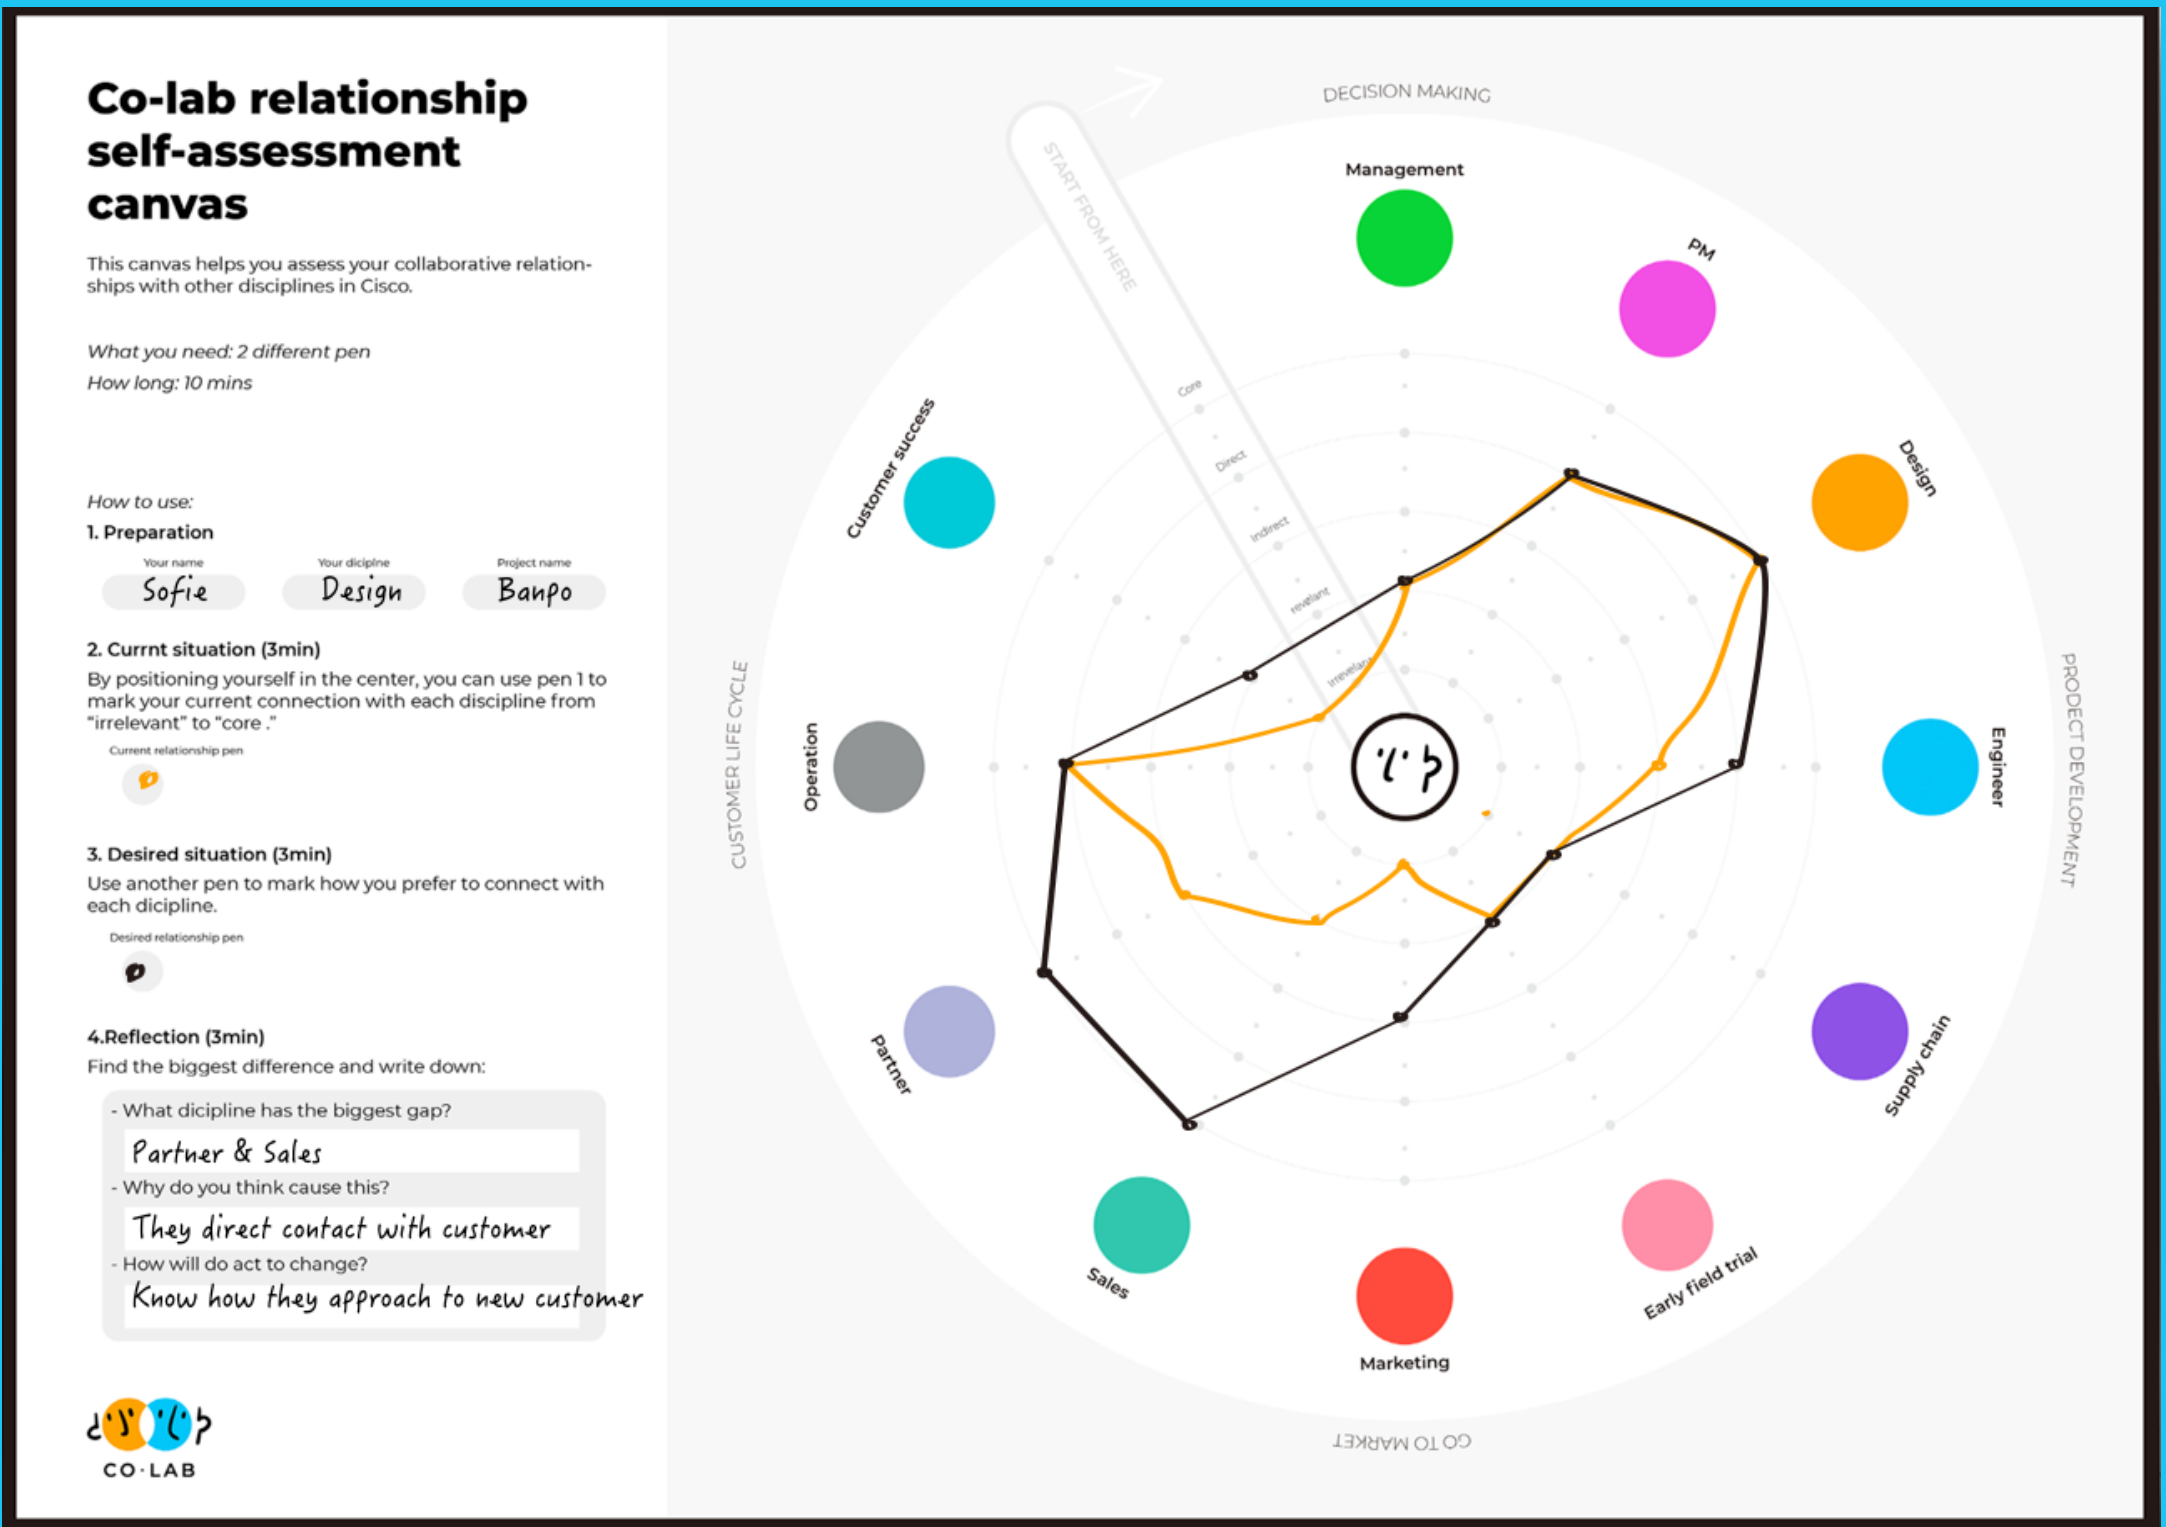 Co-lab relationship
self-assessment
canvas
This canvas helps you assess your collaborative relation-
ships with other disciplines in Cisco.
What you need: 2 different pen
How long: 10 mins
How to use:
1. Preparation
Your name
Your diciplne
Project name
Sofie
Design
Banpo
2. Currnt situation (3min)
By positioning yourself in the center, you can use pen 1 to
mark your current connection with each discipline from
“irrelevant” to “core .”
Current relationship pen
3. Desired situation (3min)
Use another pen to mark how you prefer to connect with
each dicipline.
Desired relationship pen
4.Reflection (3min)
Find the biggest difference and write down:
- What dicipline has the biggest gap?
Partner & Sales
- Why do you think cause this?
They direct contact with customer
- How will do act to change?
Know how they approach to new customer
CO·LAB
DECISION MAKING
START FROM HERE
Core
Direct
Indirect
revelant
Irrevelant
Management
PM
Design
Engineer
PRODECT DEVELOPMENT
Supply chain
Early field trial
Marketing
GO TO MARKET
Sales
Partner
Operation
CUSTOMER LIFE CYCLE
Customer success